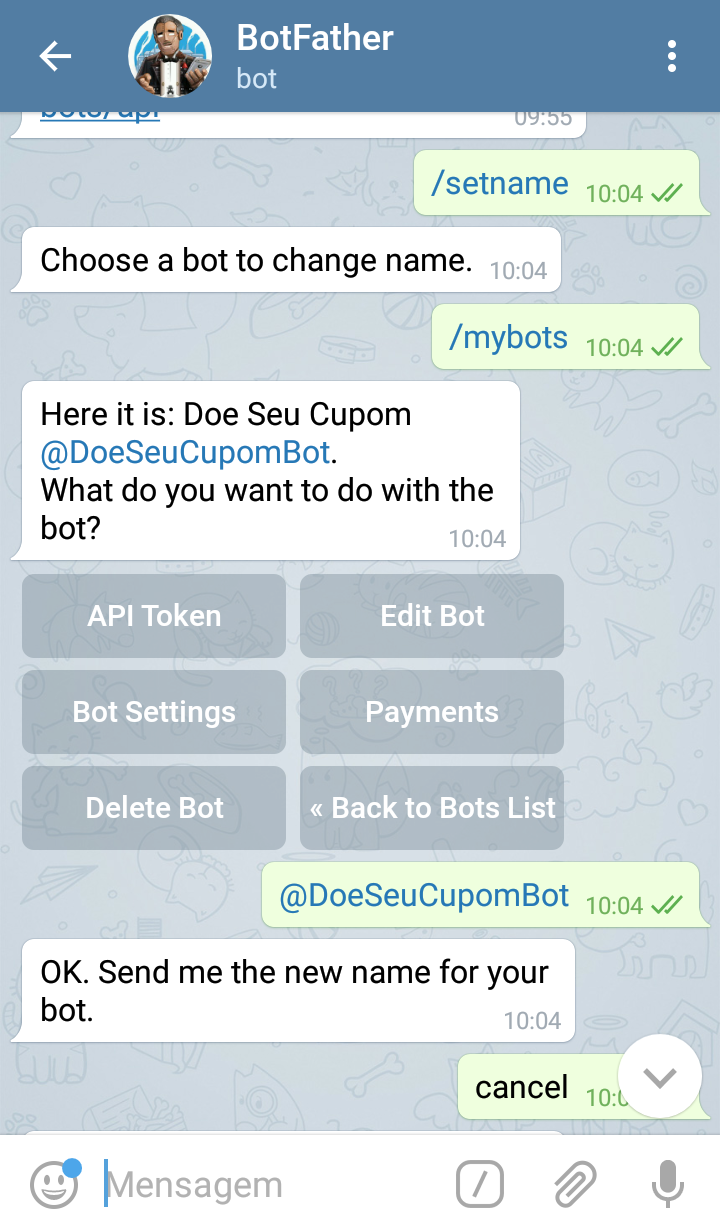 BotFather
bot
bots/api
09:55
/setname 10:04
Choose a bot to change name. 10:04
/mybots 10:04
Here it is: Doe Seu Cupom
@DoeSeuCupomBot.
What do you want to do with the
bot? 10:04
API Token
Edit Bot
Bot Settings
Payments
Delete Bot
« Back to Bots List
@DoeSeuCupomBot 10:04
OK. Send me the new name for your
bot. 10:04
cancel
Mensagem